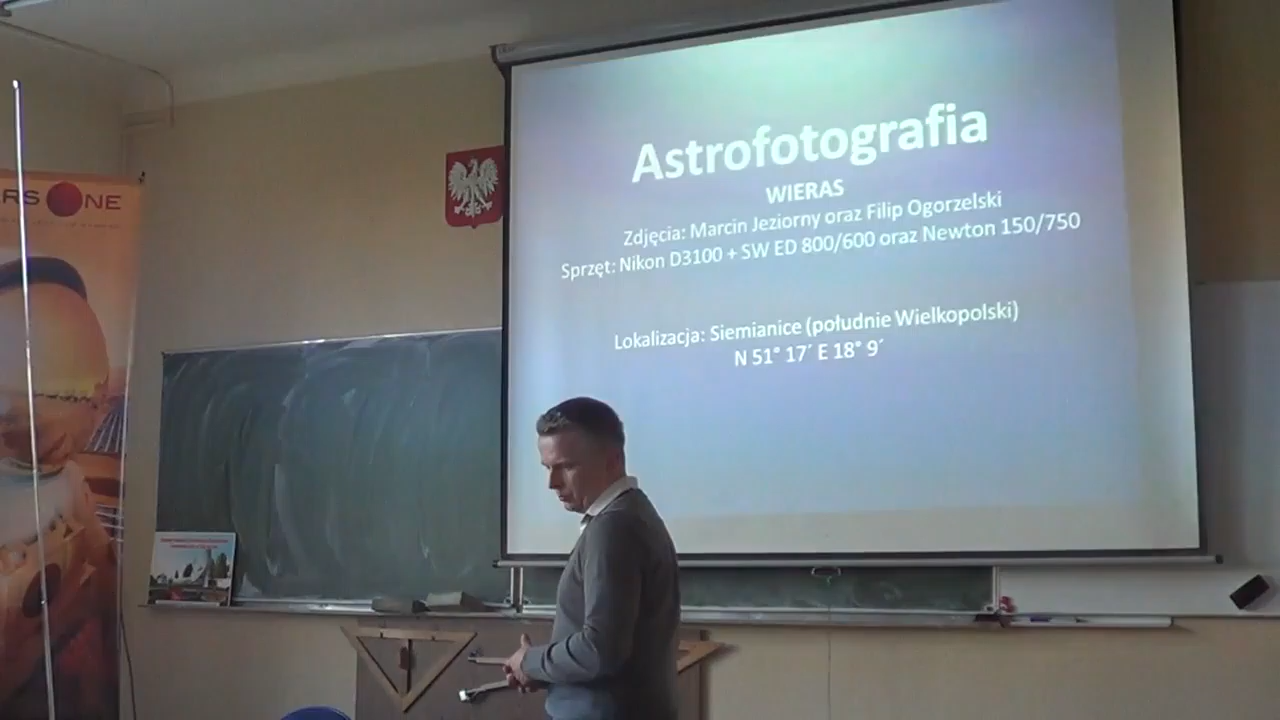 RS ONE
Astrofotografia
WIERAS
Zdjęcia: Marcin Jeziorny oraz Filip Ogorzelski
Sprzęt: Nikon D3100 + SW ED 800/600 oraz Newton 150/750
Lokalizacja: Siemianice (południe Wielkopolski)
N 51° 17´ E 18° 9´